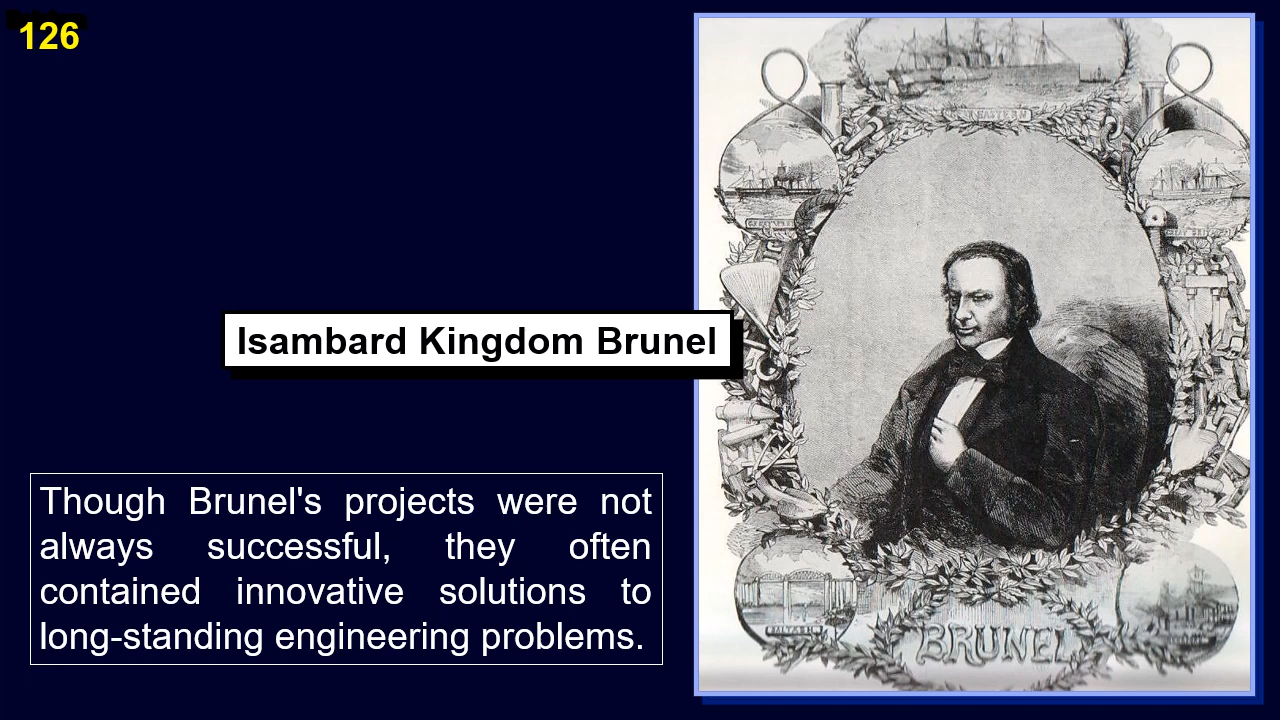 126
EASTERN
Isambard Kingdom Brunel
Though Brunel's projects were not
always successful, they often
contained innovative solutions to
long-standing engineering problems.
BRUNEL